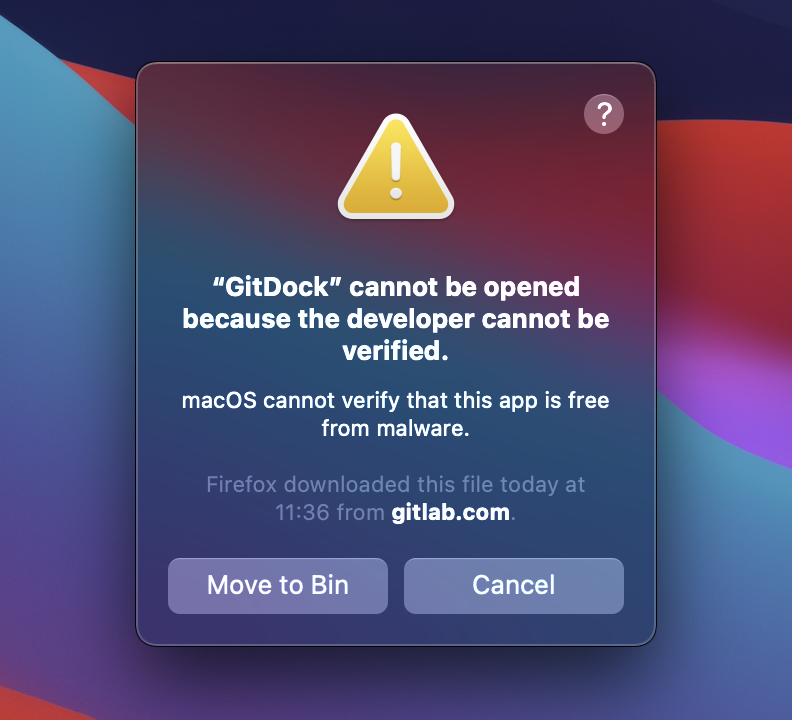 ?
“GitDock” cannot be opened
because the developer cannot be
verified.
macOS cannot verify that this app is free
from malware.
Firefox downloaded this file today at
11:36 from gitlab.com.
Move to Bin
Cancel